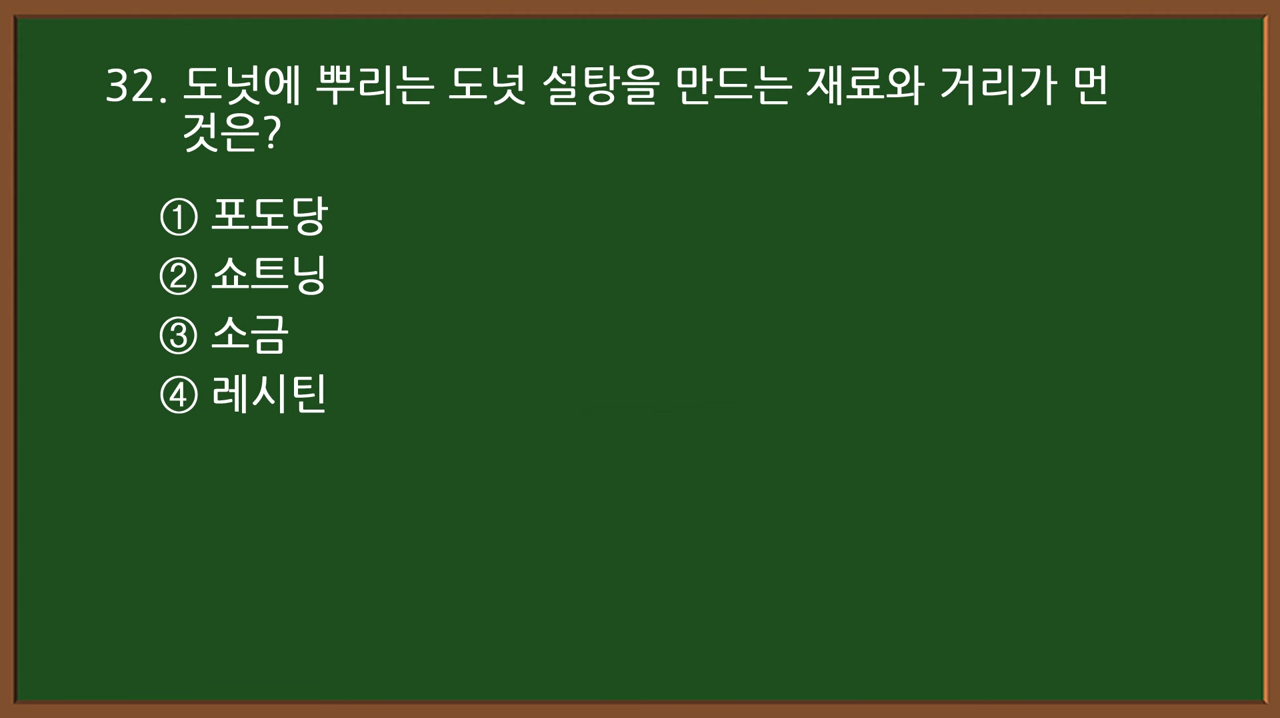 32. 도넛에 뿌리는 도넛 설탕을 만드는 재료와 거리가 먼
것은?
① 포도당
② 쇼트닝
③ 소금
④ 레시틴